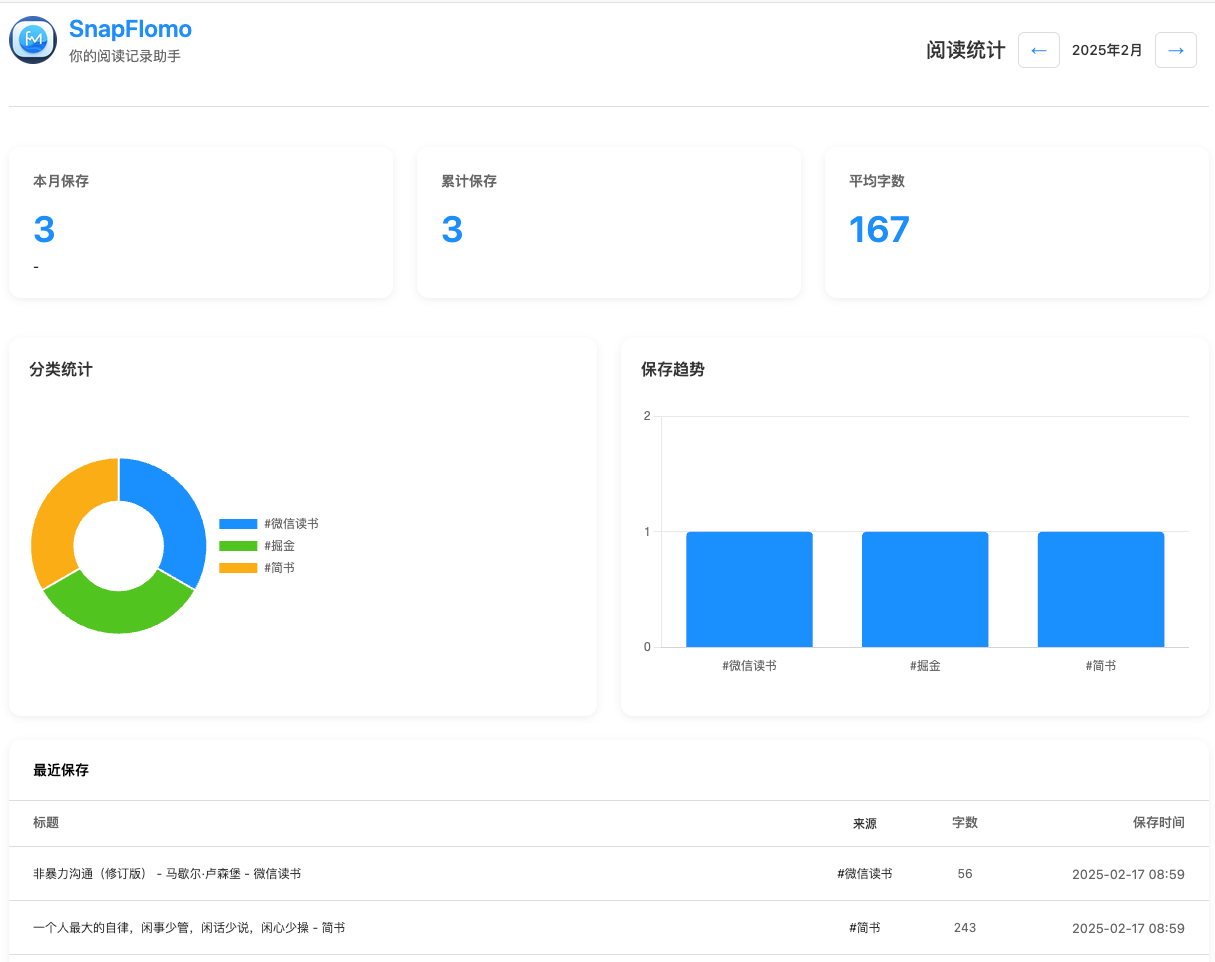 SnapFlomo
你的阅读记录助手
阅读统计 ← 2025年2月 →
本月保存
3
-
累计保存
3
平均字数
167
分类统计
#微信读书
#掘金
#简书
保存趋势
2
1
0
#微信读书 #掘金 #简书
最近保存
标题 来源 字数 保存时间
非暴力沟通（修订版） - 马歇尔·卢森堡 - 微信读书 #微信读书 56 2025-02-17 08:59
一个人最大的自律，闲事少管，闲话少说，闲心少操 - 简书 #简书 243 2025-02-17 08:59